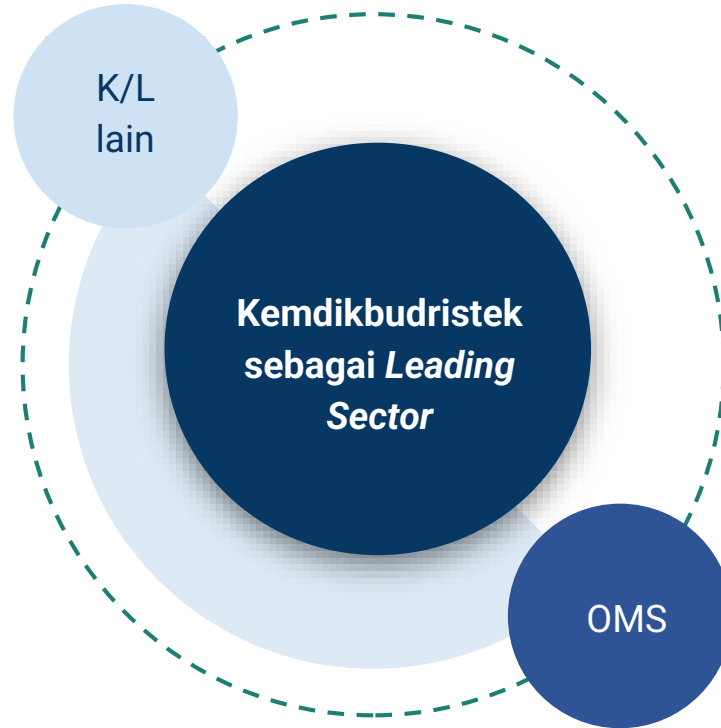 K/L
lain
Kemdikbudristek
sebagai Leading
Sector
OMS